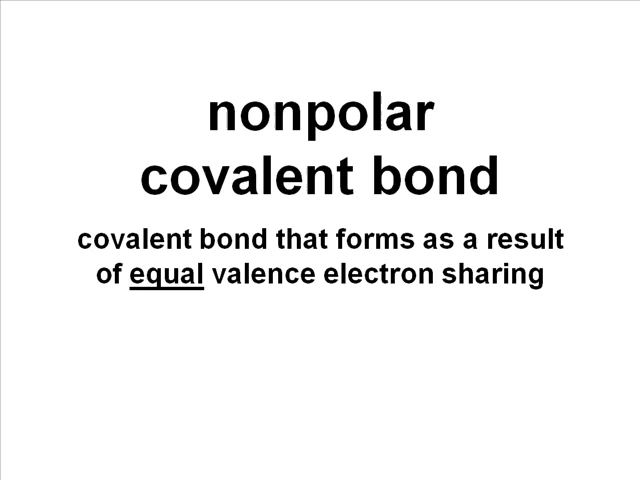 nonpolar
covalent bond
covalent bond that forms as a result
of equal valence electron sharing